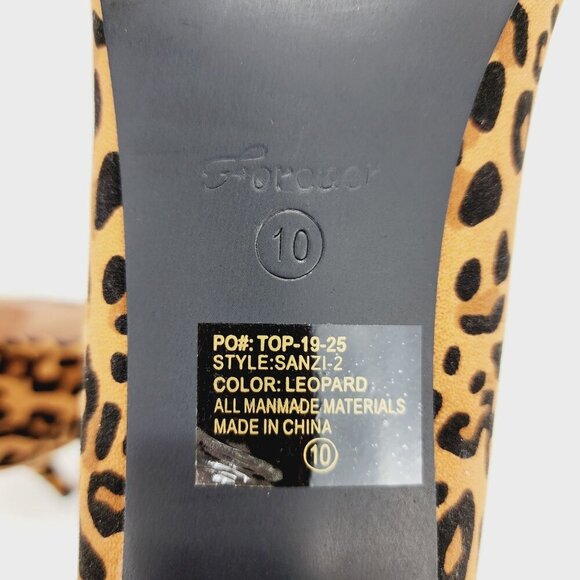 Forever
10
PO#: TOP-19-25
STYLE:SANZI-2
COLOR: LEOPARD
ALL MANMADE MATERIALS
MADE IN CHINA
10